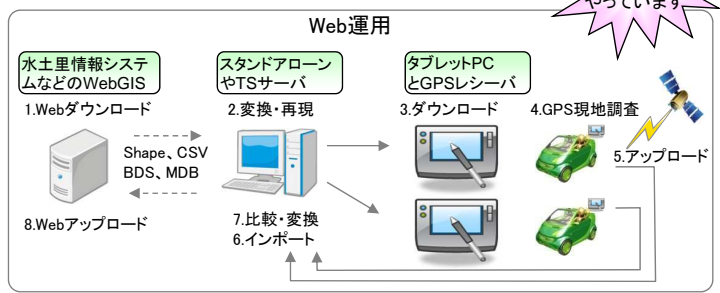 やっています
Web運用
水土里情報システ
ムなどのWebGIS
スタンドアローン
やTSサーバ
タブレットPC
とGPSレシーバ
1.Webダウンロード
2.変換・再現
3.ダウンロード
4.GPS現地調査
5.アップロード
Shape、CSV
BDS、MDB
8.Webアップロード
7.比較・変換
6.インポート